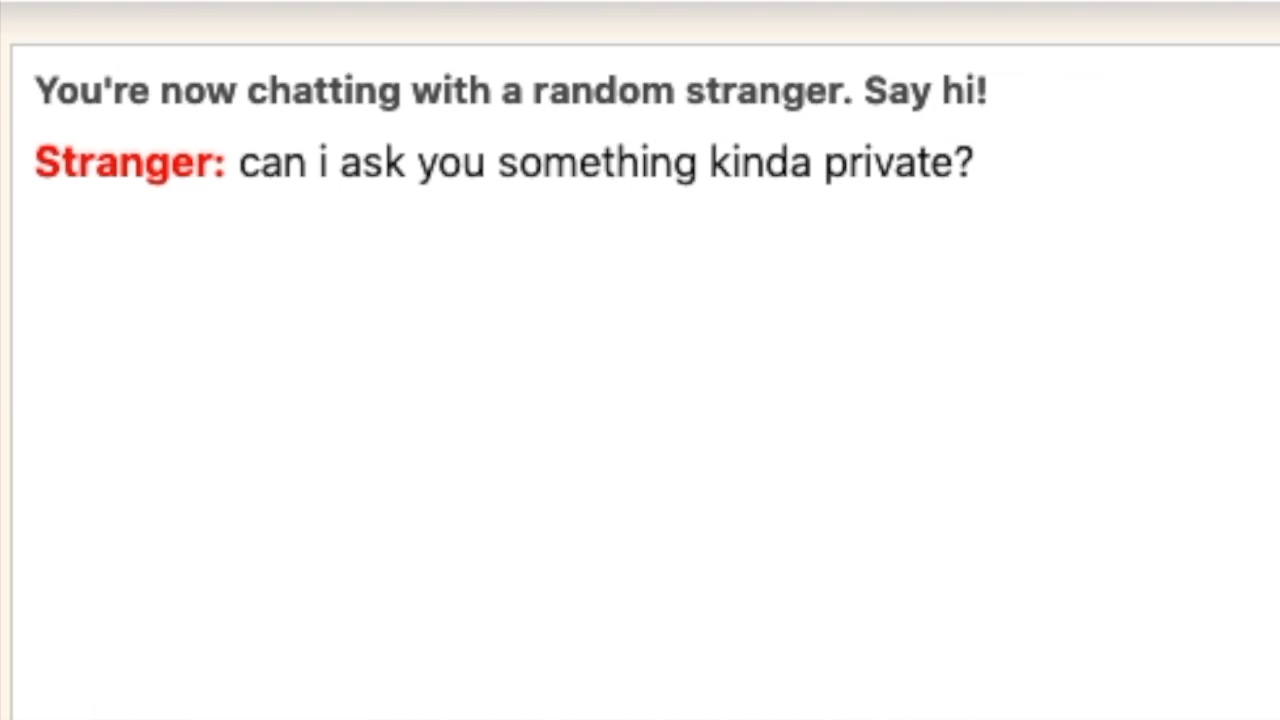 You're now chatting with a random stranger. Say hi!
Stranger: can i ask you something kinda private?